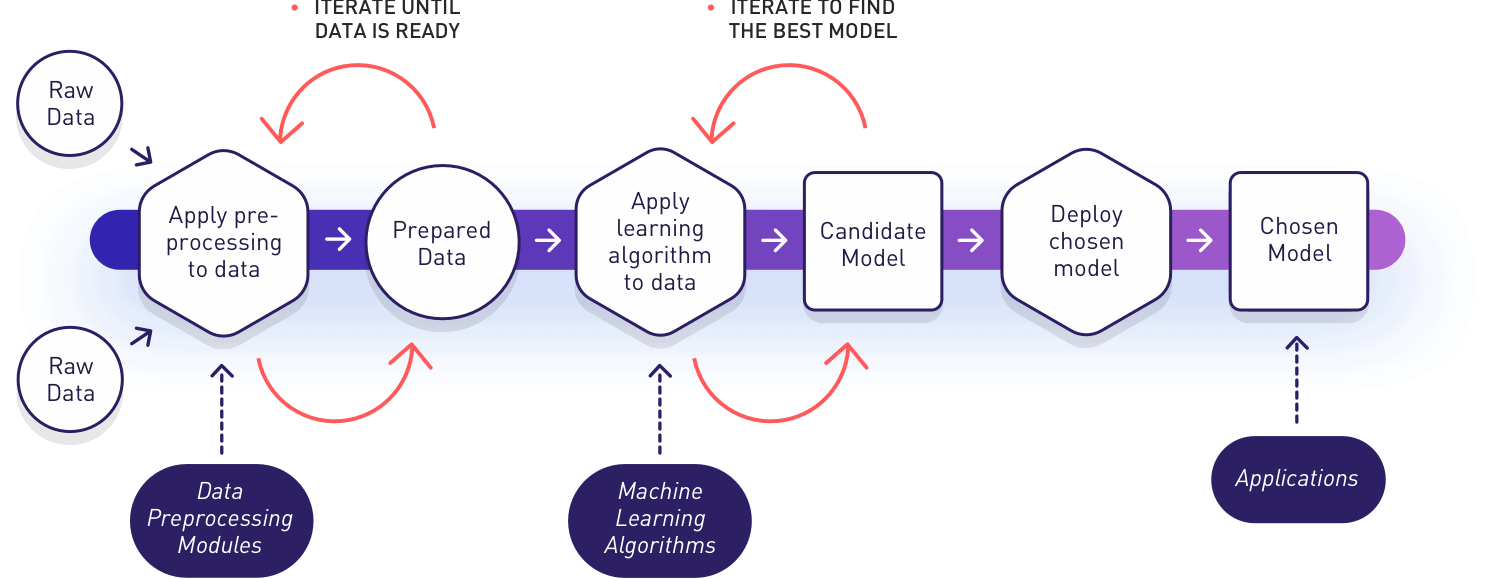 • ITERATE UNTIL
DATA IS READY
• ITERATE TO FIND
THE BEST MODEL
Raw
Data
Raw
Data
Apply pre-
processing
to data
Prepared
Data
Apply
learning
algorithm
to data
Candidate
Model
Deploy
chosen
model
Chosen
Model
Data
Preprocessing
Modules
Machine
Learning
Algorithms
Applications